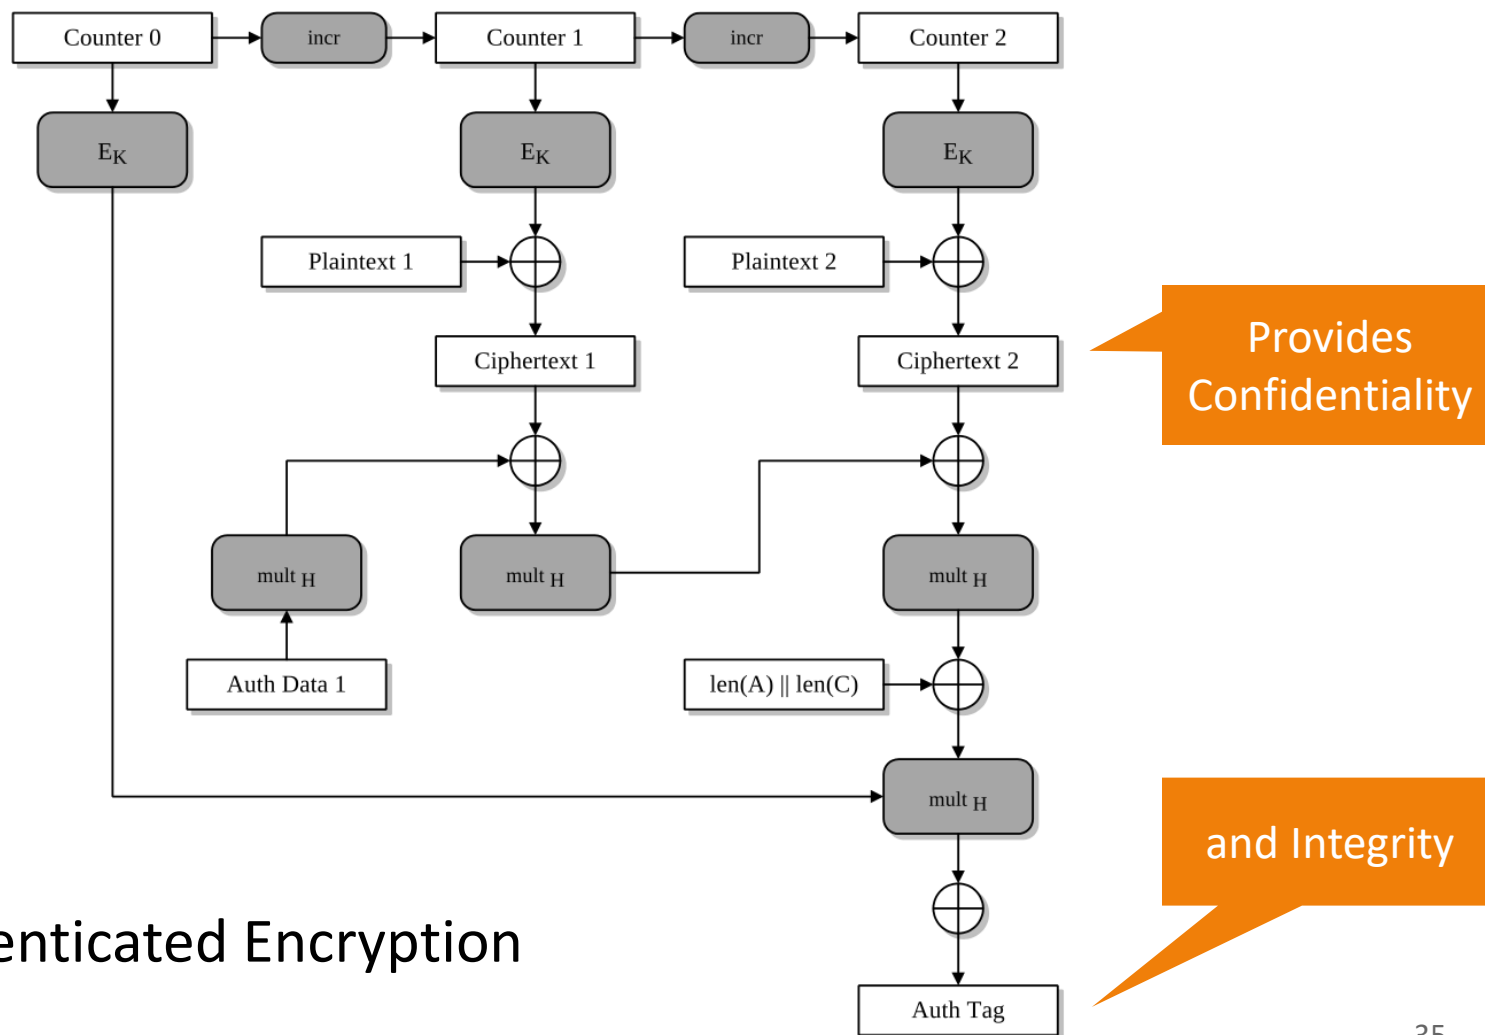 Counter 0
incr
Counter 1
incr
Counter 2
EK
EK
EK
Plaintext 1
Plaintext 2
Provides
Confidentiality
Ciphertext 1
Ciphertext 2
mult H
mult H
mult H
Auth Data 1
len(A) || len(C)
mult H
and Integrity
enticated Encryption
Auth Tag
35